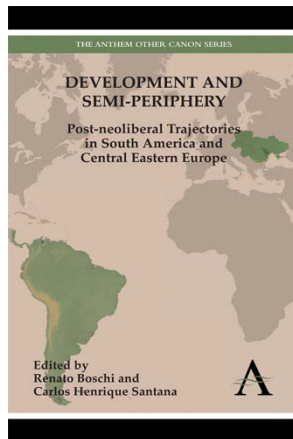 THE ANTHEM OTHER CANON SERIES
DEVELOPMENT AND
SEMI-PERIPHERY
Post-neoliberal Trajectories
in South America and
Central Eastern Europe
Edited by
Renato Boschi and
Carlos Henrique Santana
A